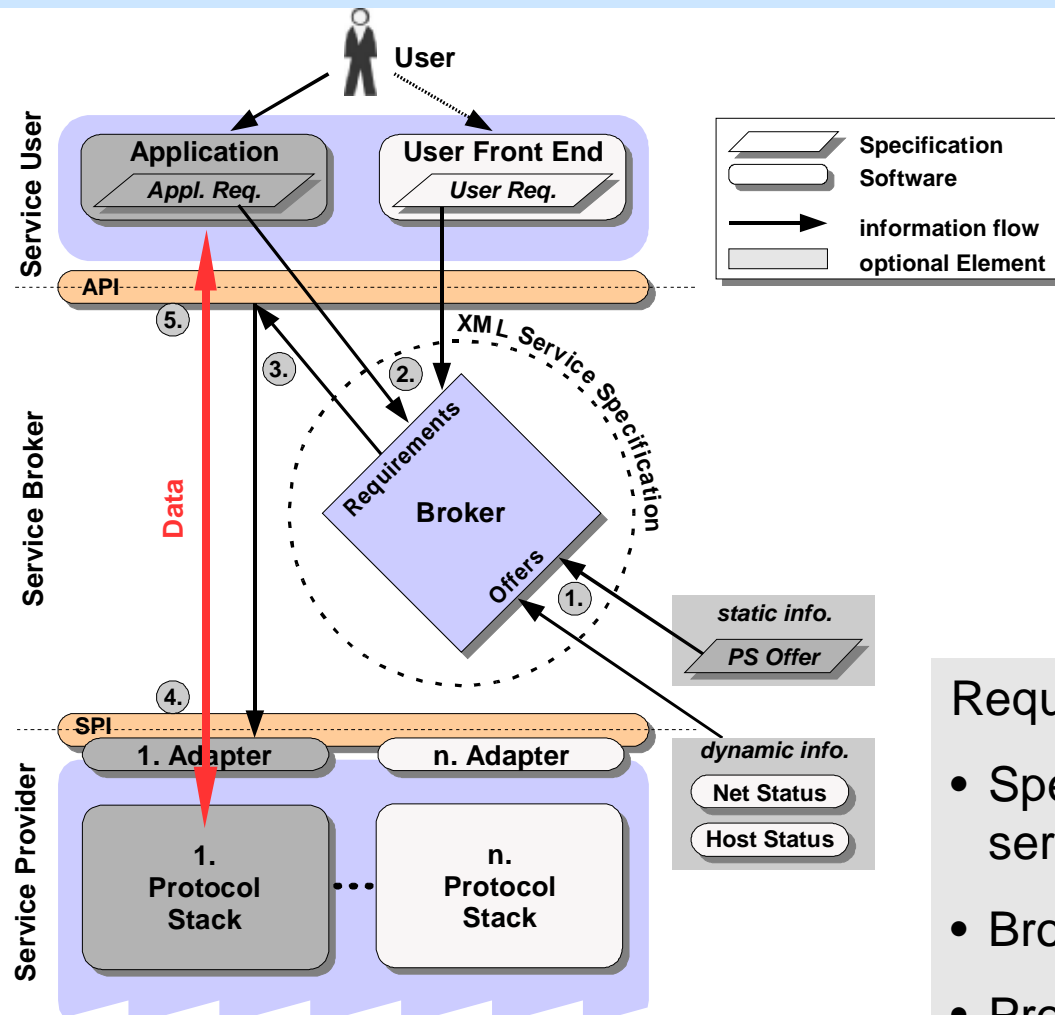 User
Service User
Application
Appl. Req.
User Front End
User Req.
Specification
Software
information flow
optional Element
API
5.
3.
2.
XML Service Specification
Service Broker
Data
Requirements
Broker
Offers
1.
static info.
PS Offer
4.
SPI
1. Adapter
n. Adapter
dynamic info.
Net Status
Host Status
Service Provider
1.
Protocol
Stack
n.
Protocol
Stack
Requ
• Spe
ser
• Bro
• Pro